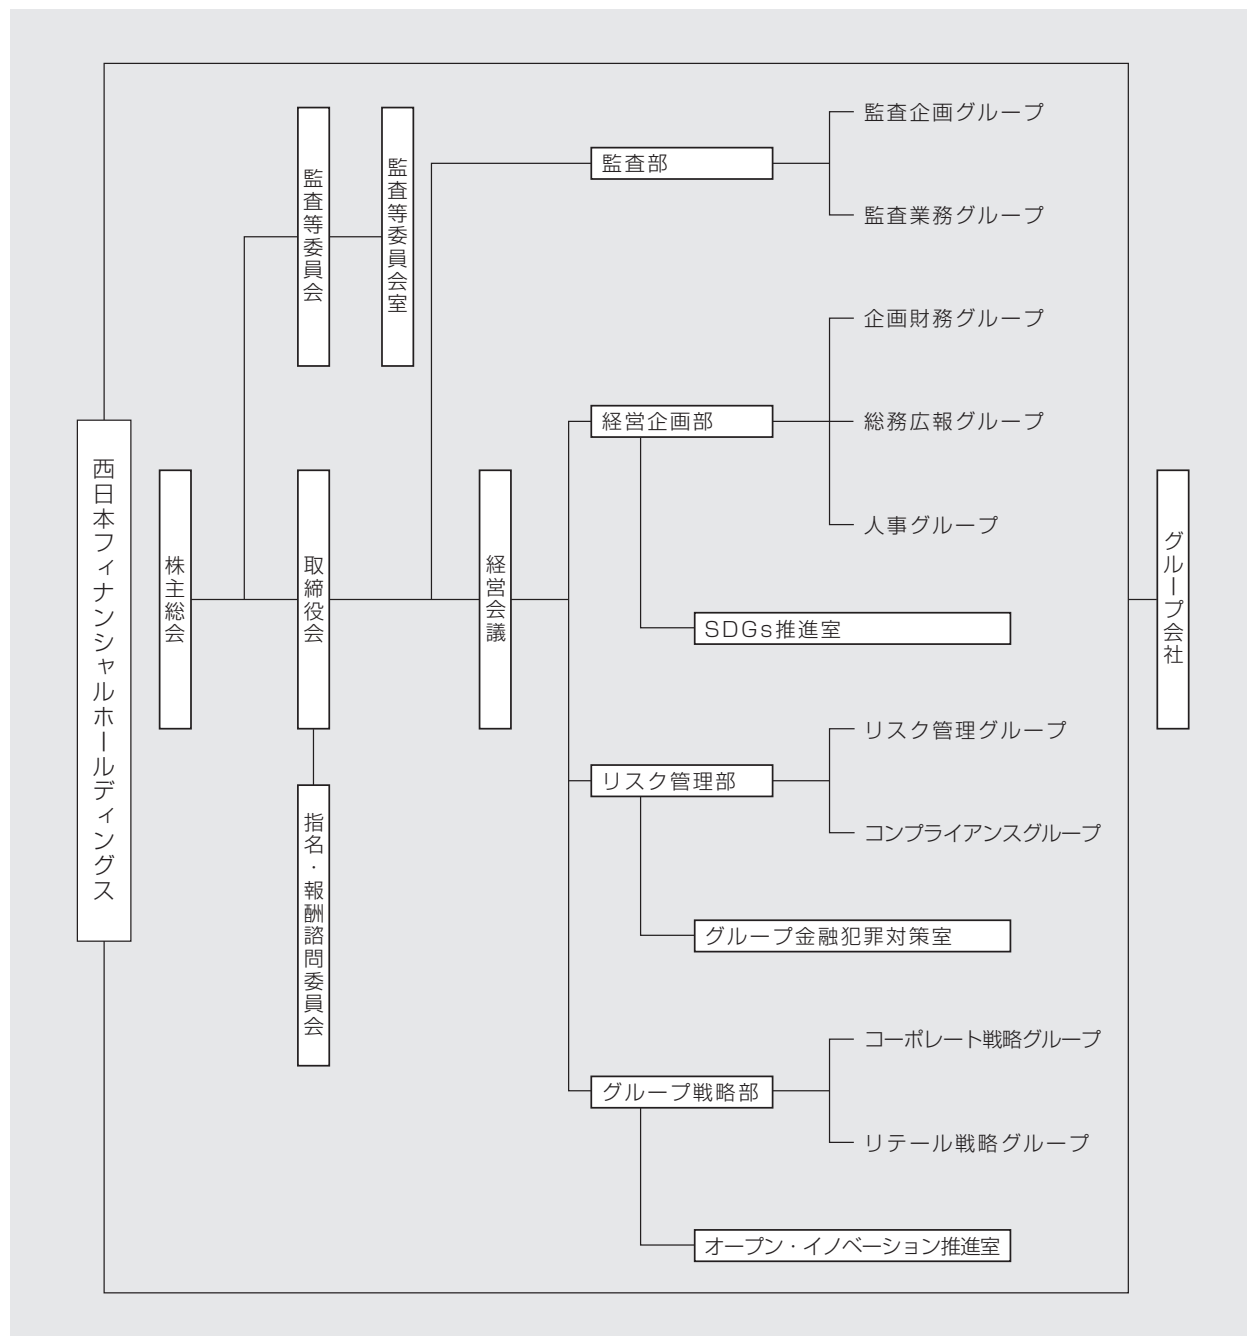 西日本フィナンシャルホールディングス
株主総会
監査等委員会
監査等委員会室
取締役会
指名・報酬諮問委員会
経営会議
監査部
監査企画グループ
監査業務グループ
経営企画部
企画財務グループ
総務広報グループ
人事グループ
SDGs推進室
リスク管理部
リスク管理グループ
コンプライアンスグループ
グループ金融犯罪対策室
グループ戦略部
コーポレート戦略グループ
リテール戦略グループ
オープン・イノベーション推進室
グループ会社